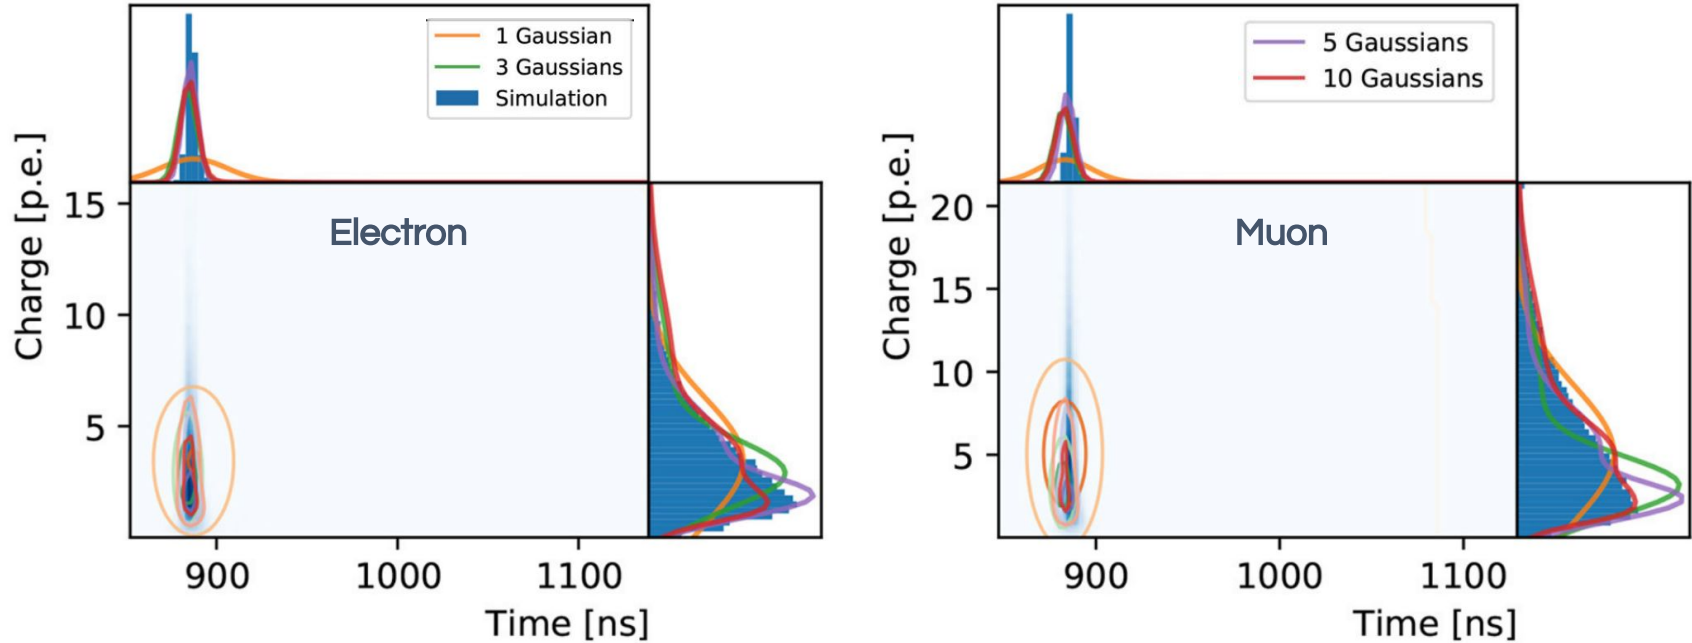 1 Gaussian
3 Gaussians
Simulation
Charge [p.e.]
15
10
5
Electron
900
1000
1100
Time [ns]
5 Gaussians
10 Gaussians
Charge [p.e.]
20
15
10
5
Muon
900
1000
1100
Time [ns]